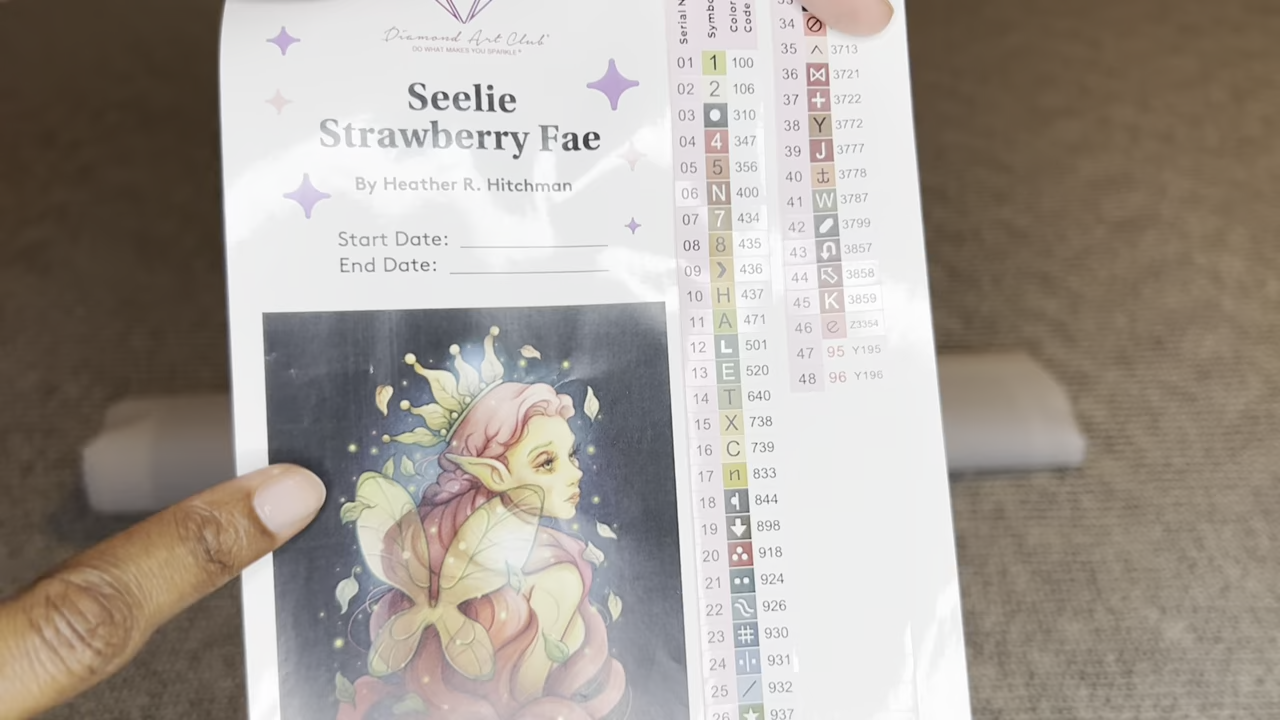 Diamond Art Club
DO WHAT MAKES YOU SPARKLE
Seelie
Strawberry Fae
By Heather R. Hitchman
Start Date:
End Date:
Serial
Symbo
Color
Code
01 1 100
02 2 106
03 310
04 4 347
05 5 356
06 N 400
07 7 434
08 8 435
09 436
10 H 437
11 A 471
12 L 501
13 E 520
14 T 640
15 X 738
16 C 739
17 n 833
18 844
19 898
20 918
21 924
22 926
23 # 930
24 931
25 / 932
26 937
33
34
35 ^ 3713
36 3721
37 + 3722
38 Y 3772
39 J 3777
40 3778
41 W 3787
42 3799
43 3857
44 3858
45 K 3859
46 e Z3354
47 95 Y195
48 96 Y196